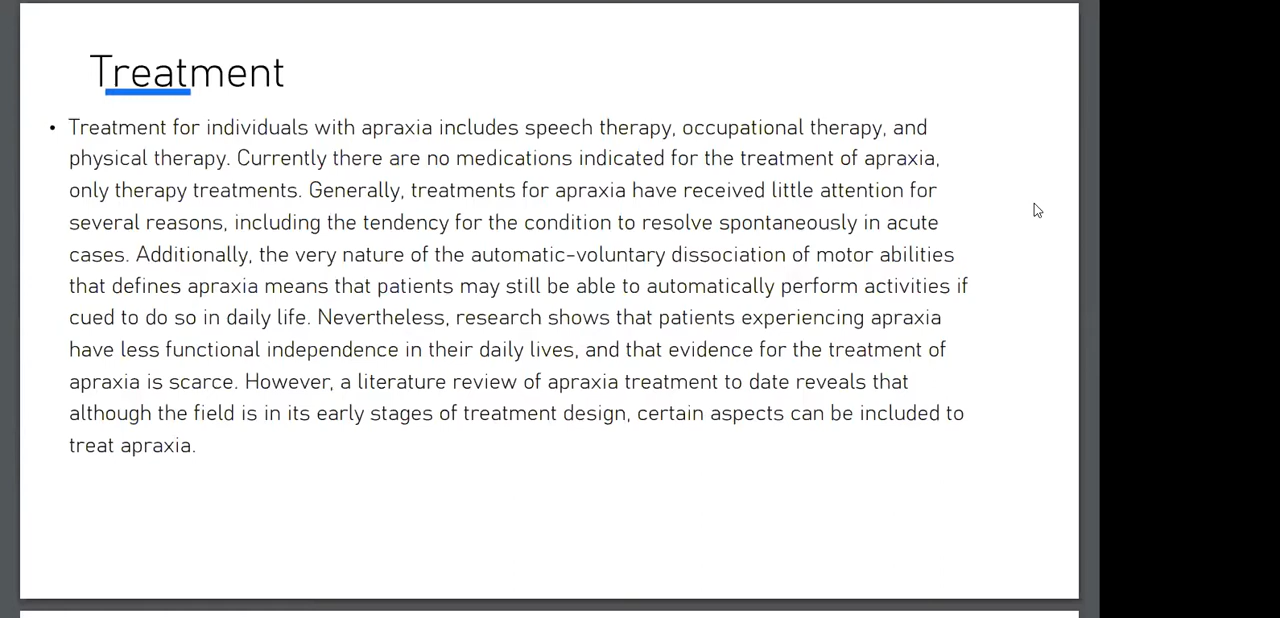 Treatment
• Treatment for individuals with apraxia includes speech therapy, occupational therapy, and
physical therapy. Currently there are no medications indicated for the treatment of apraxia,
only therapy treatments. Generally, treatments for apraxia have received little attention for
several reasons, including the tendency for the condition to resolve spontaneously in acute
cases. Additionally, the very nature of the automatic-voluntary dissociation of motor abilities
that defines apraxia means that patients may still be able to automatically perform activities if
cued to do so in daily life. Nevertheless, research shows that patients experiencing apraxia
have less functional independence in their daily lives, and that evidence for the treatment of
apraxia is scarce. However, a literature review of apraxia treatment to date reveals that
although the field is in its early stages of treatment design, certain aspects can be included to
treat apraxia.